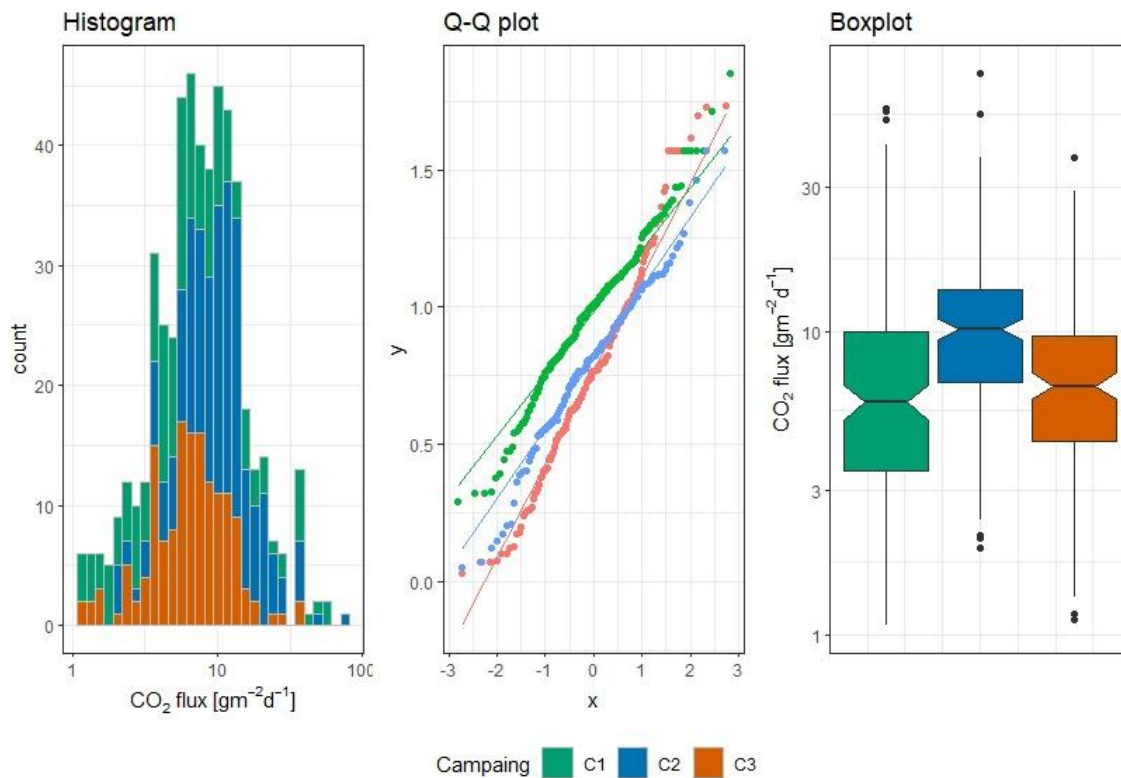 Histogram
Q-Q plot
Boxplot
count
40
30
20
10
0
1
10
100
CO₂ flux [gm⁻²d⁻¹]
y
1.5
1.0
0.5
0.0
-3
-2
-1
0
1
2
3
x
CO₂ flux [gm⁻²d⁻¹]
30
10
3
1
Campaing C1 C2 C3